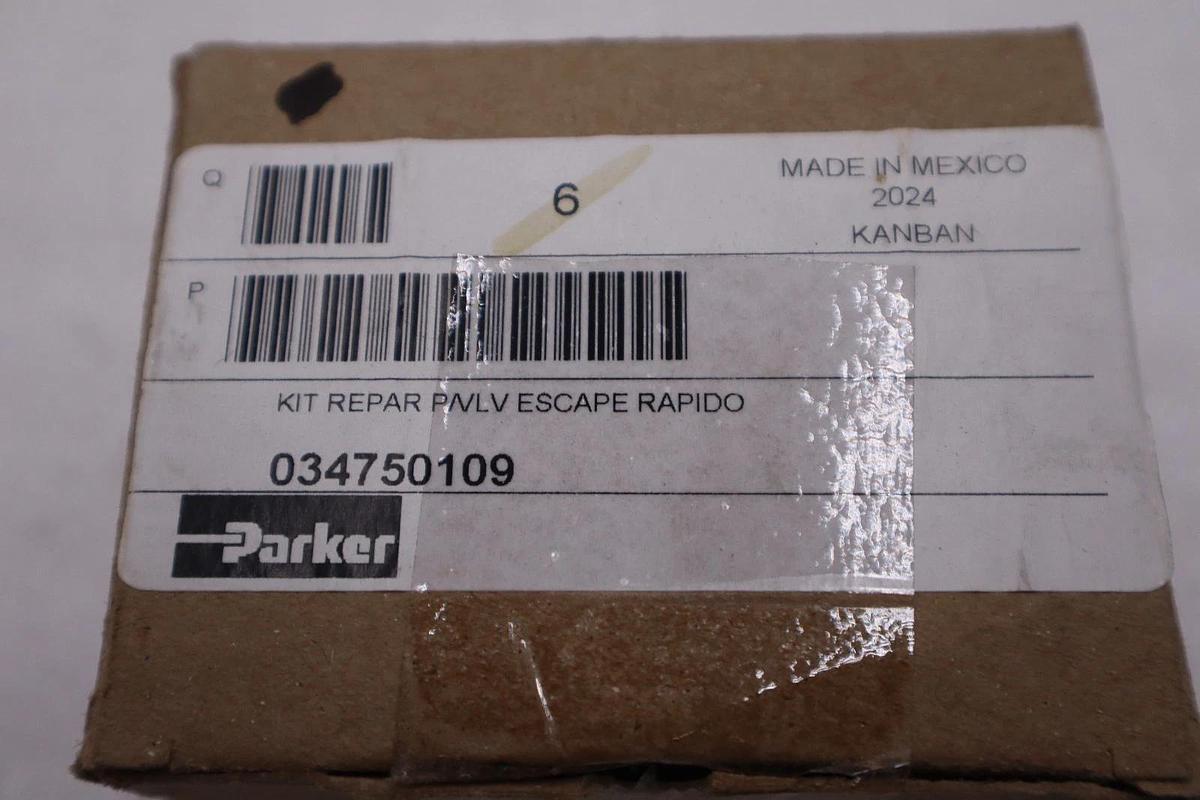 Q
6
MADE IN MEXICO
2024
KANBAN
P
KIT REPAR P/VLV ESCAPE RAPIDO
034750109
Parker